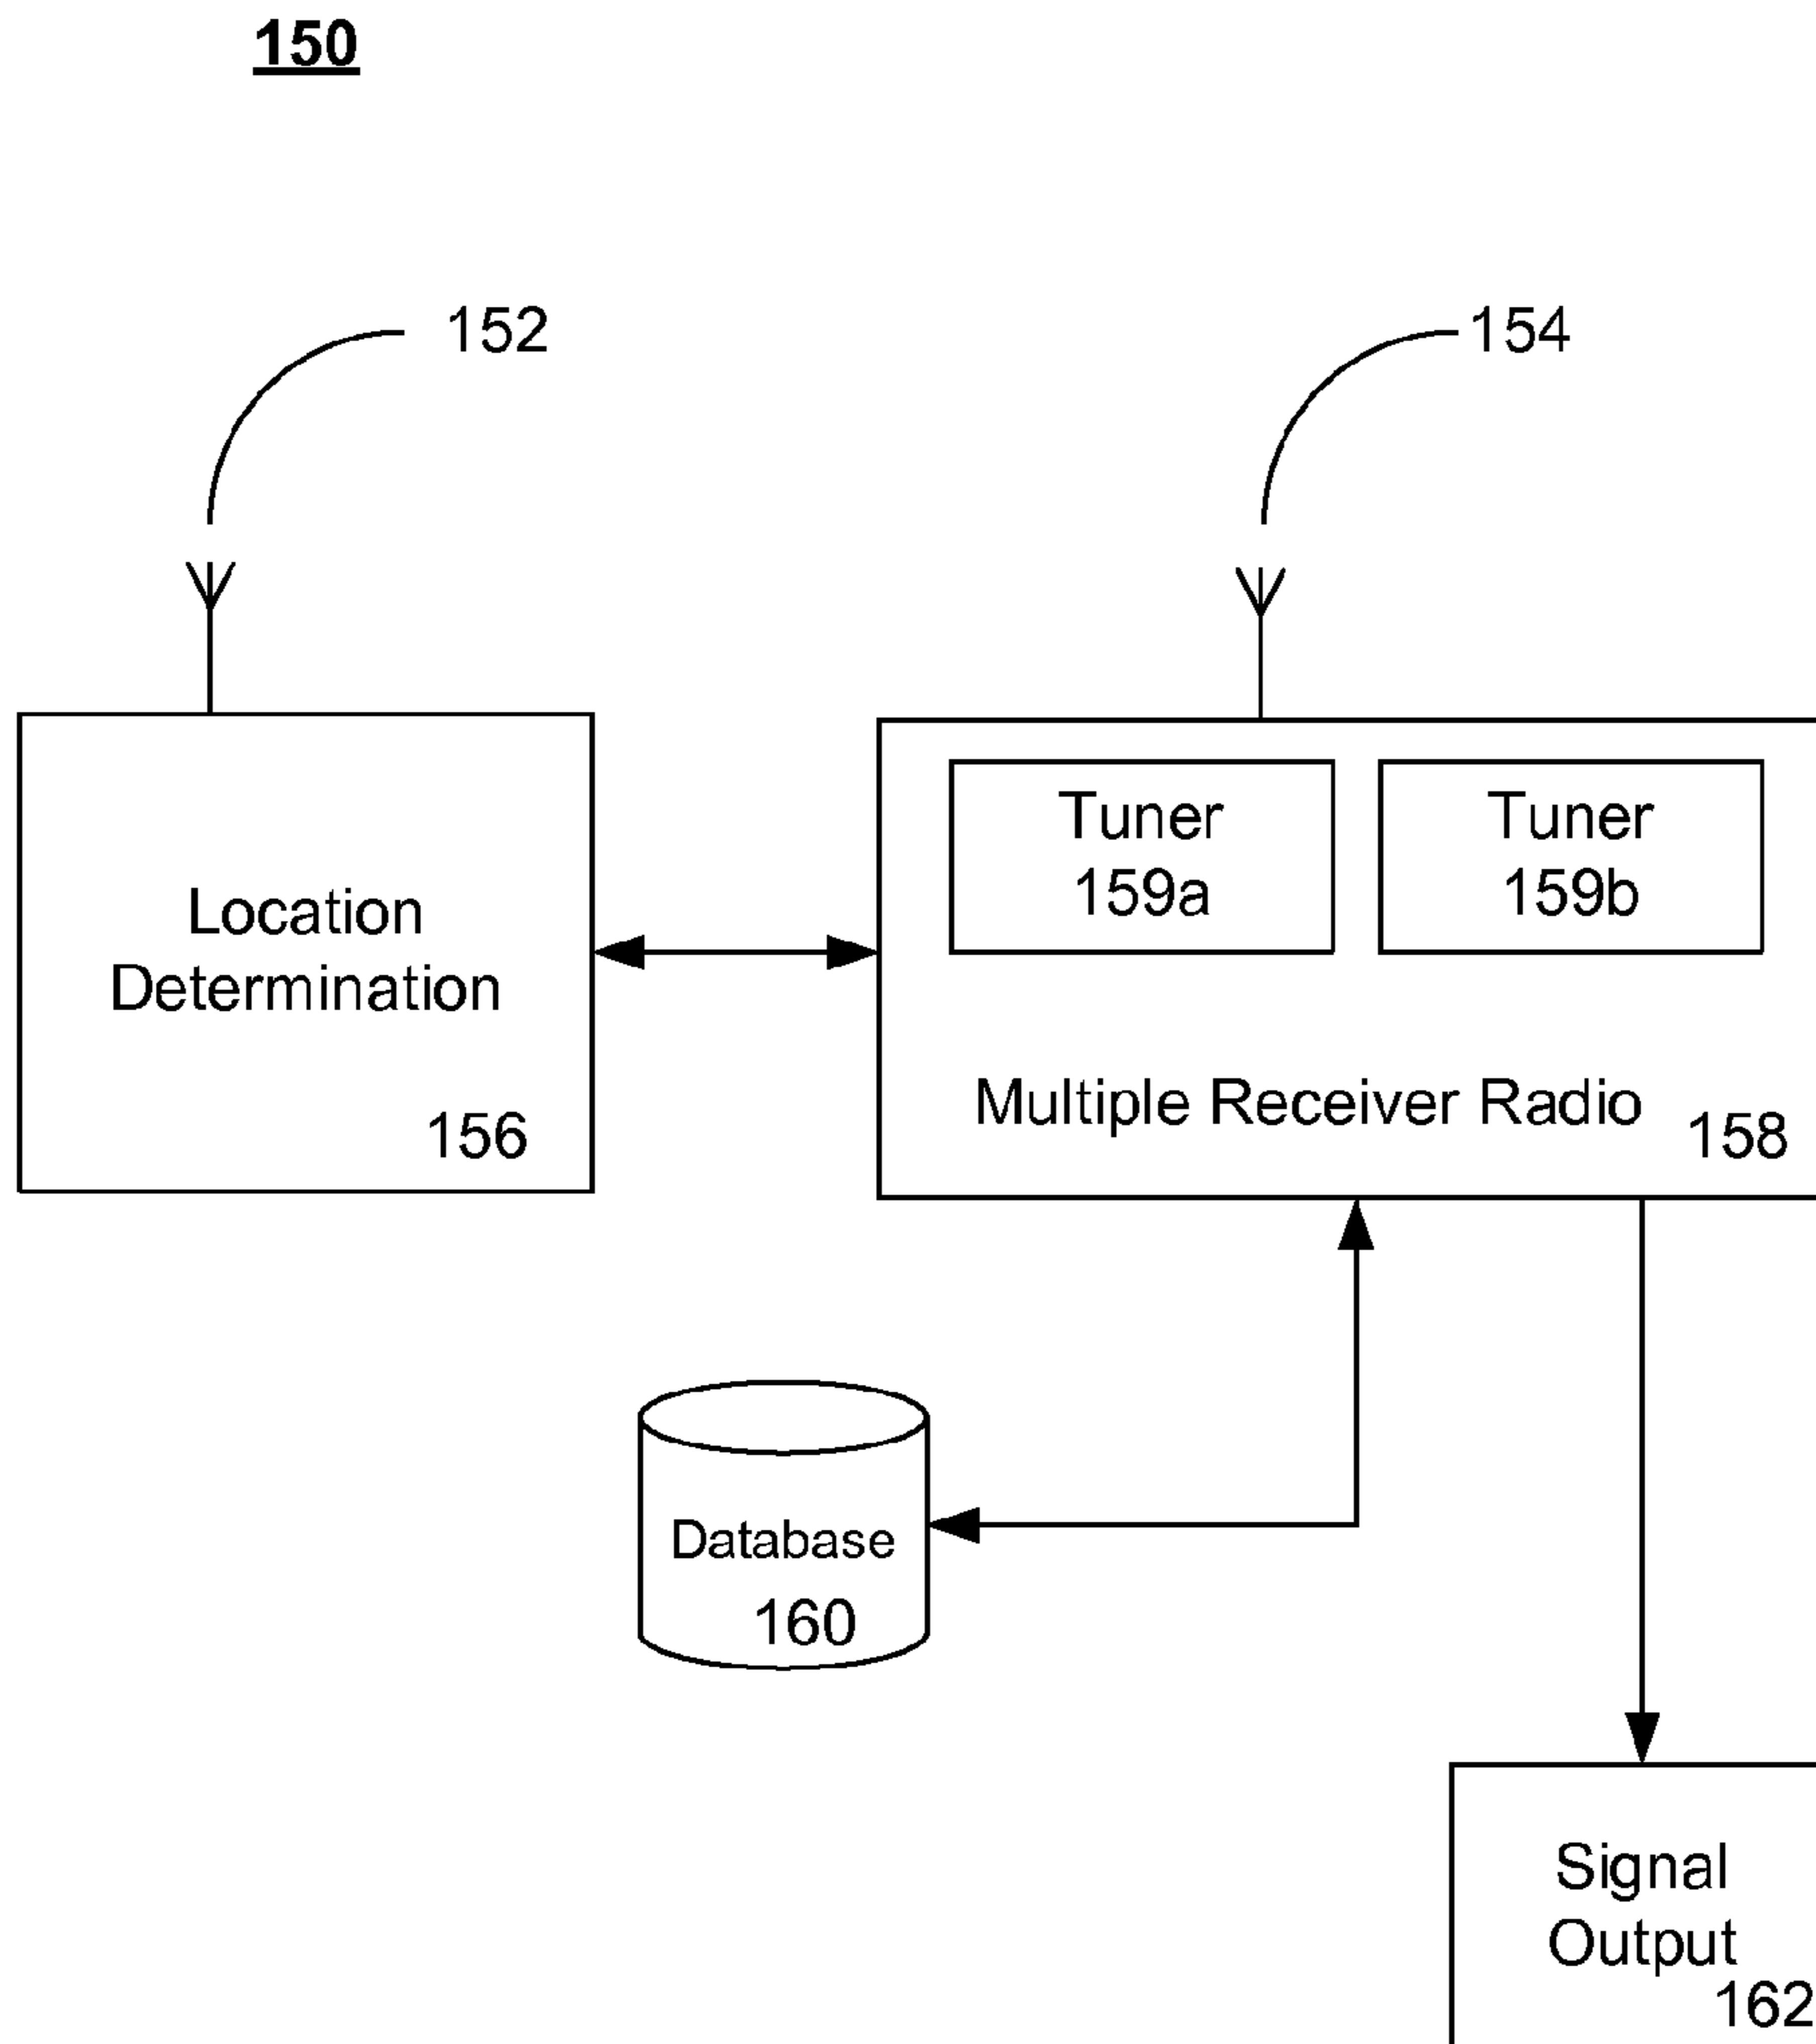 150
152
154
Tuner
159a
Tuner
159b
Location
Determination
156
Multiple Receiver Radio
158
Database
160
Signal
Output
162